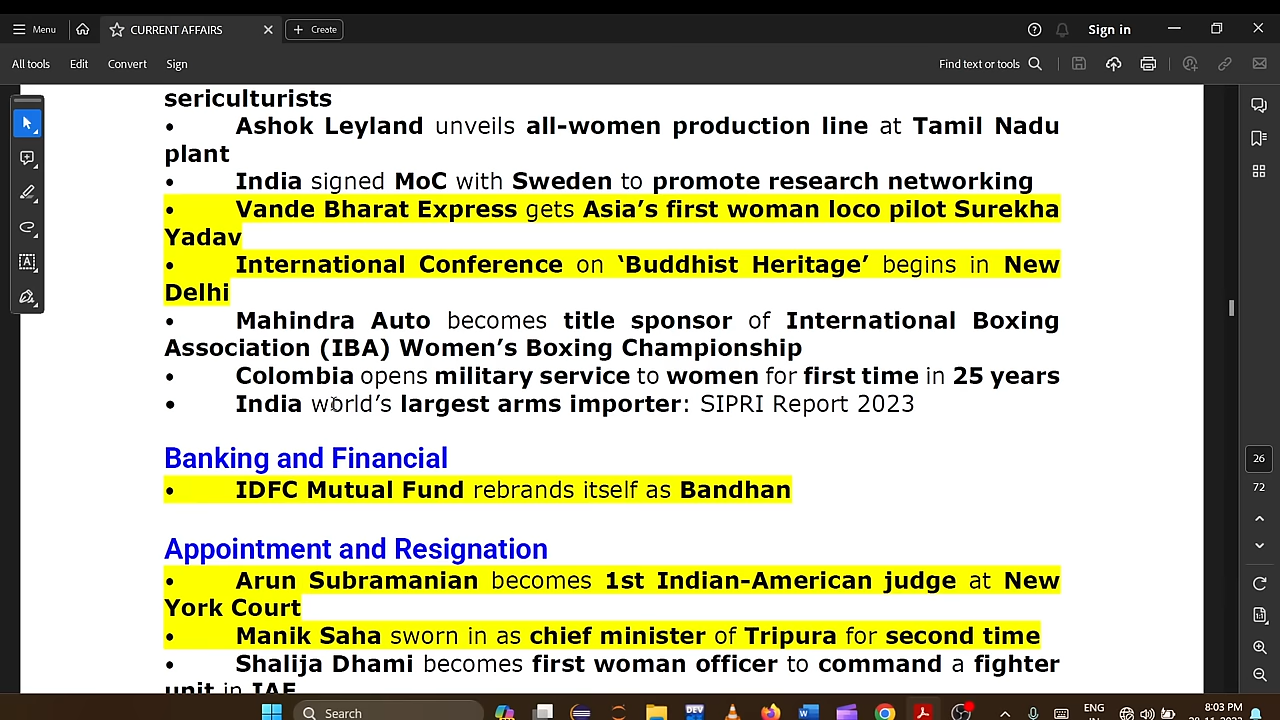 Menu
CURRENT AFFAIRS
Create
Sign in
All tools Edit Convert Sign
Find text or tools
sericulturists
• Ashok Leyland unveils all-women production line at Tamil Nadu
plant
• India signed MoC with Sweden to promote research networking
• Vande Bharat Express gets Asia’s first woman loco pilot Surekha
Yadav
• International Conference on ‘Buddhist Heritage’ begins in New
Delhi
• Mahindra Auto becomes title sponsor of International Boxing
Association (IBA) Women’s Boxing Championship
• Colombia opens military service to women for first time in 25 years
• India world’s largest arms importer: SIPRI Report 2023
Banking and Financial
• IDFC Mutual Fund rebrands itself as Bandhan
Appointment and Resignation
• Arun Subramanian becomes 1st Indian-American judge at New
York Court
• Manik Saha sworn in as chief minister of Tripura for second time
• Shalija Dhami becomes first woman officer to command a fighter
unit in IAF
26
72
Search
DEV
ENG
8:03 PM